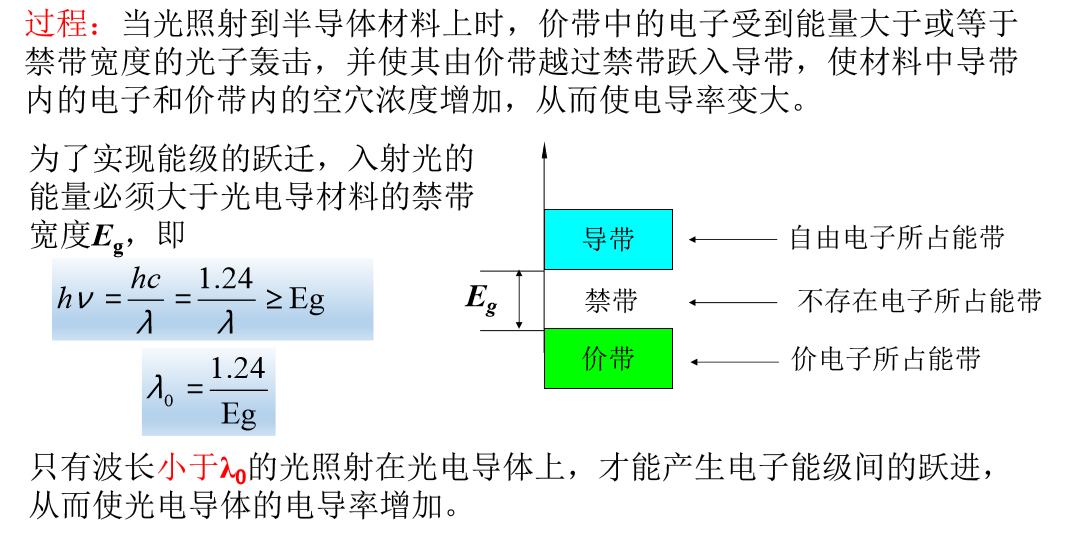 过程：当光照射到半导体材料上时，价带中的电子受到能量大于或等于
禁带宽度的光子轰击，并使其由价带越过禁带跃入导带，使材料中导带
内的电子和价带内的空穴浓度增加，从而使电导率变大。
为了实现能级的跃迁，入射光的
能量必须大于光电导材料的禁带
宽度Eg，即
hν = hc/λ = 1.24/λ ≥ Eg
λ0 = 1.24/Eg
导带
自由电子所占能带
Eg
禁带
不存在电子所占能带
价带
价电子所占能带
只有波长小于λ0的光照射在光电导体上，才能产生电子能级间的跃进，
从而使光电导体的电导率增加。